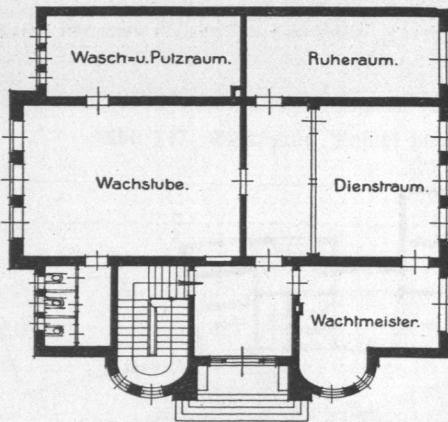 Wasch=u.Putzraum.
Ruheraum.
Wachstube.
Dienstraum.
Wachtmeister.